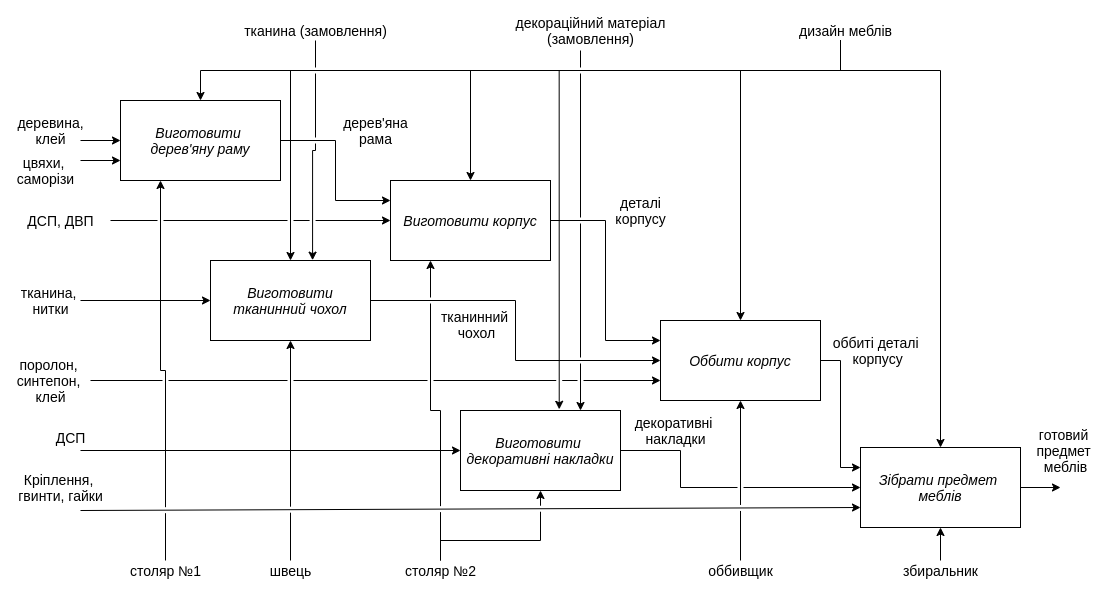 тканина (замовлення)
декораційний матеріал
(замовлення)
дизайн меблів
деревина,
клей
цвяхи,
саморізи
Виготовити
дерев'яну раму
дерев'яна
рама
ДСП, ДВП
Виготовити корпус
деталі
корпусу
тканина,
нитки
Виготовити
тканинний чохол
тканинний
чохол
поролон,
синтепон,
клей
Оббити корпус
оббиті деталі
корпусу
ДСП
Виготовити
декоративні накладки
декоративні
накладки
Кріплення,
гвинти, гайки
Зібрати предмет
меблів
готовий
предмет
меблів
столяр №1
швець
столяр №2
оббивщик
збиральник